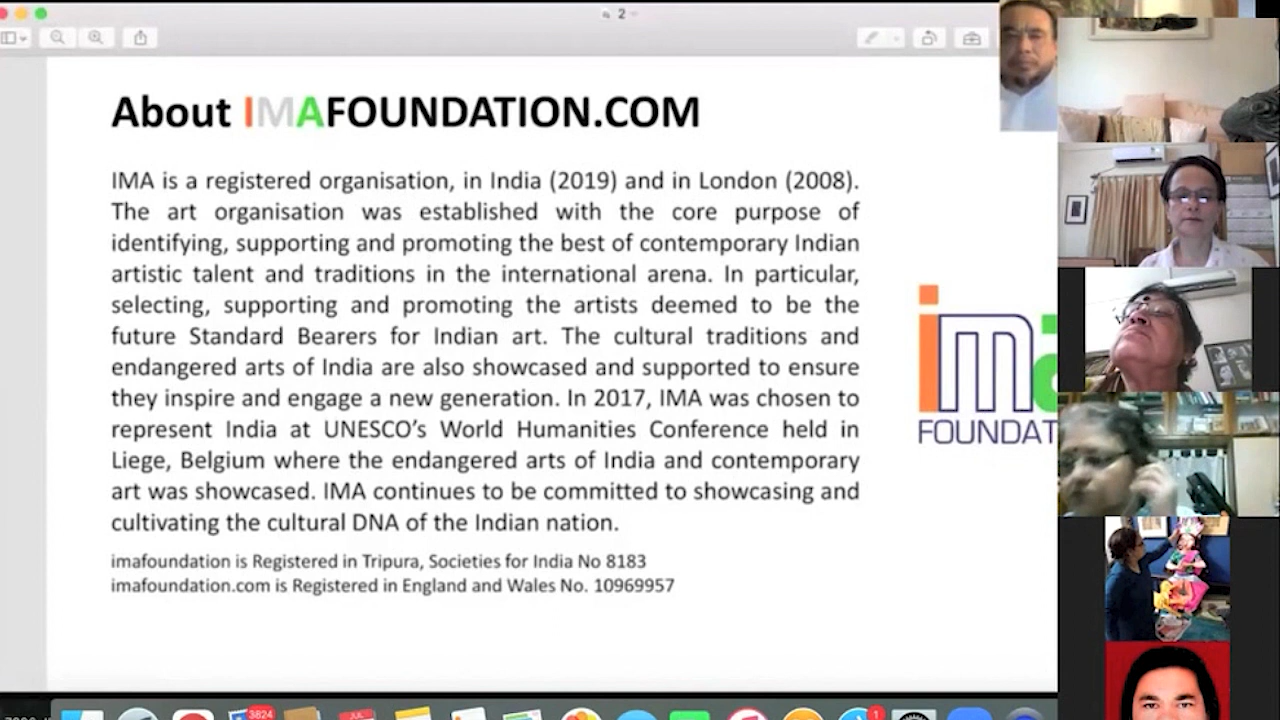 2
About IMAFOUNDATION.COM
IMA is a registered organisation, in India (2019) and in London (2008).
The art organisation was established with the core purpose of
identifying, supporting and promoting the best of contemporary Indian
artistic talent and traditions in the international arena. In particular,
selecting, supporting and promoting the artists deemed to be the
future Standard Bearers for Indian art. The cultural traditions and
endangered arts of India are also showcased and supported to ensure
they inspire and engage a new generation. In 2017, IMA was chosen to
represent India at UNESCO's World Humanities Conference held in
Liege, Belgium where the endangered arts of India and contemporary
art was showcased. IMA continues to be committed to showcasing and
cultivating the cultural DNA of the Indian nation.
imafoundation is Registered in Tripura, Societies for India No 8183
imafoundation.com is Registered in England and Wales No. 10969957
ima
FOUNDAT
3824
JUL
1